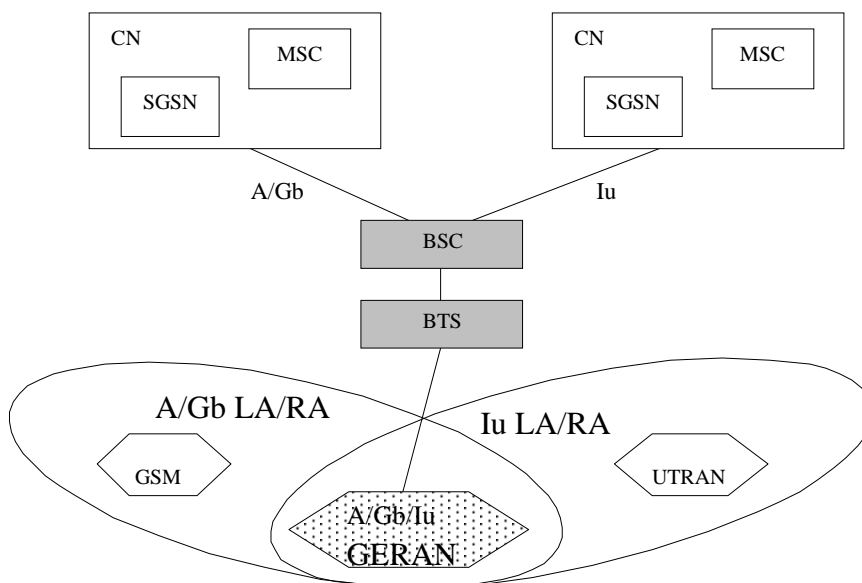 CN
MSC
SGSN
CN
MSC
SGSN
A/Gb
Iu
BSC
BTS
A/Gb LA/RA
Iu LA/RA
GSM
UTRAN
A/Gb/Iu
GERAN